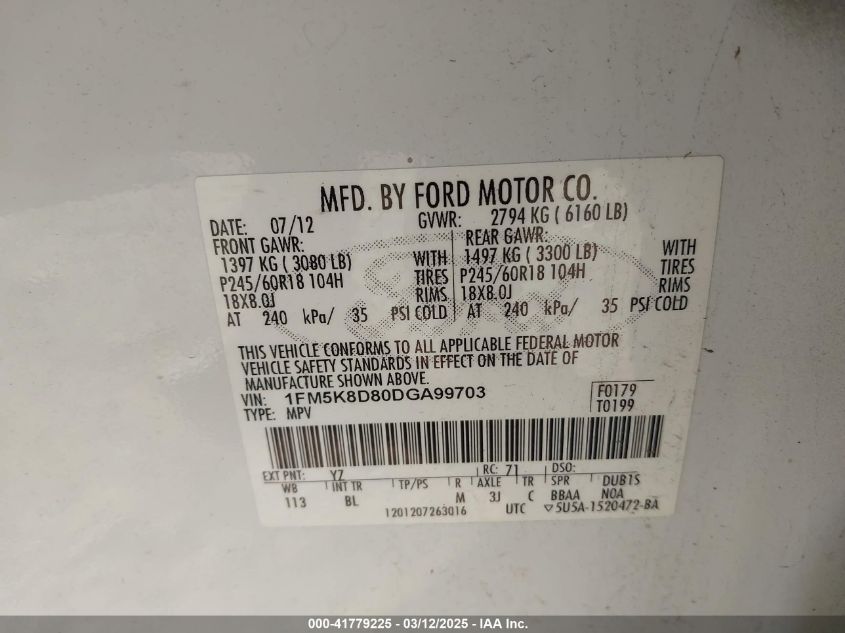 MFD. BY FORD MOTOR CO.
DATE: 07/12 GVWR: 2794 KG ( 6160 LB)
FRONT GAWR: REAR GAWR:
1397 KG ( 3080 LB) WITH 1497 KG ( 3300 LB) WITH
P245/60R18 104H TIRES P245/60R18 104H TIRES
18X8.0J RIMS 18X8.0J RIMS
AT 240 kPa/ 35 PSI COLD AT 240 kPa/ 35 PSI COLD
THIS VEHICLE CONFORMS TO ALL APPLICABLE FEDERAL MOTOR
VEHICLE SAFETY STANDARDS IN EFFECT ON THE DATE OF
MANUFACTURE SHOWN ABOVE.
VIN: 1FM5K8D80DGA99703 F0179
TYPE: MPV T0199
EXT PNT: YZ RC: 71 DSO:
WB INT TR TP/PS R AXLE TR SPR DUB1S
113 BL M 3J C BBAA N0A
1201207263016 UTC ▽5U5A-1520472-BA
000-41779225 - 03/12/2025 - IAA Inc.